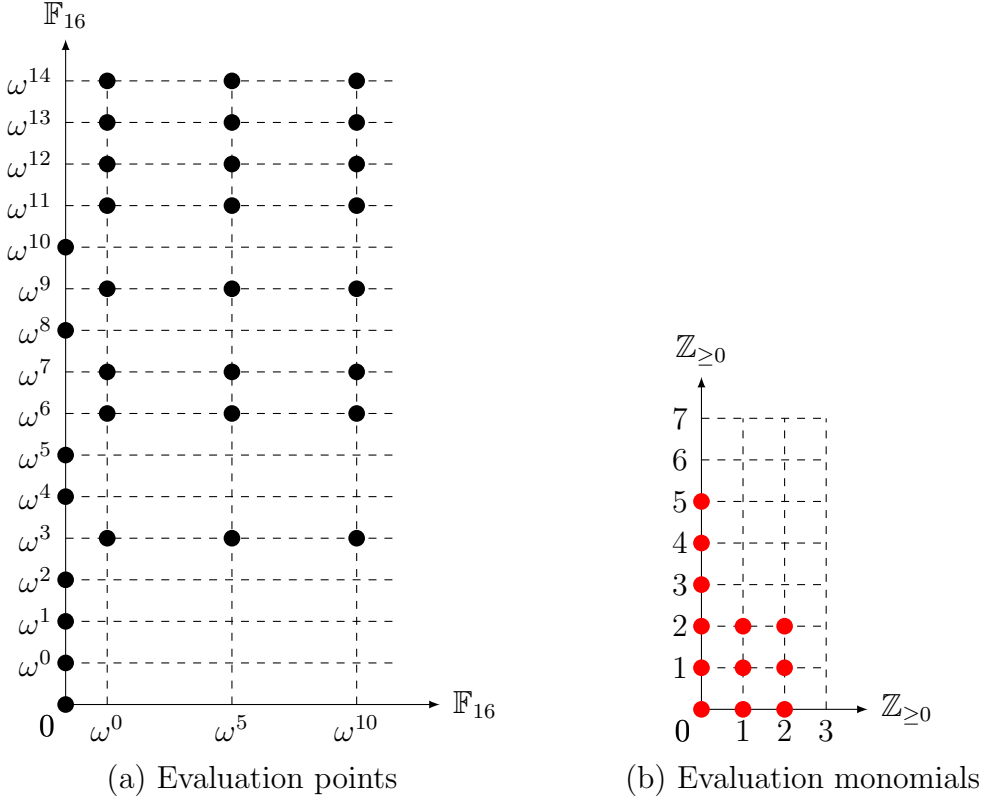 𝔽₁₆
ω¹⁴
ω¹³
ω¹²
ω¹¹
ω¹⁰
ω⁹
ω⁸
ω⁷
ω⁶
ω⁵
ω⁴
ω³
ω²
ω¹
ω⁰
0 ω⁰ ω⁵ ω¹⁰ 𝔽₁₆
(a) Evaluation points
ℤ≥₀
7
6
5
4
3
2
1
0 1 2 3 ℤ≥₀
(b) Evaluation monomials